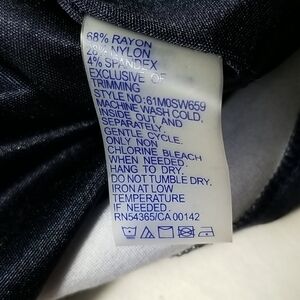 68% RAYON
28% NYLON
4% SPANDEX
EXCLUSIVE OF
TRIMMING
STYLE NO:61M0SW659
MACHINE WASH COLD,
INSIDE OUT AND
SEPARATELY.
GENTLE CYCLE.
ONLY NON
CHLORINE BLEACH
WHEN NEEDED.
HANG TO DRY.
DO NOT TUMBLE DRY.
IRON AT LOW
TEMPERATURE
IF NEEDED.
RN54365/CA 00142